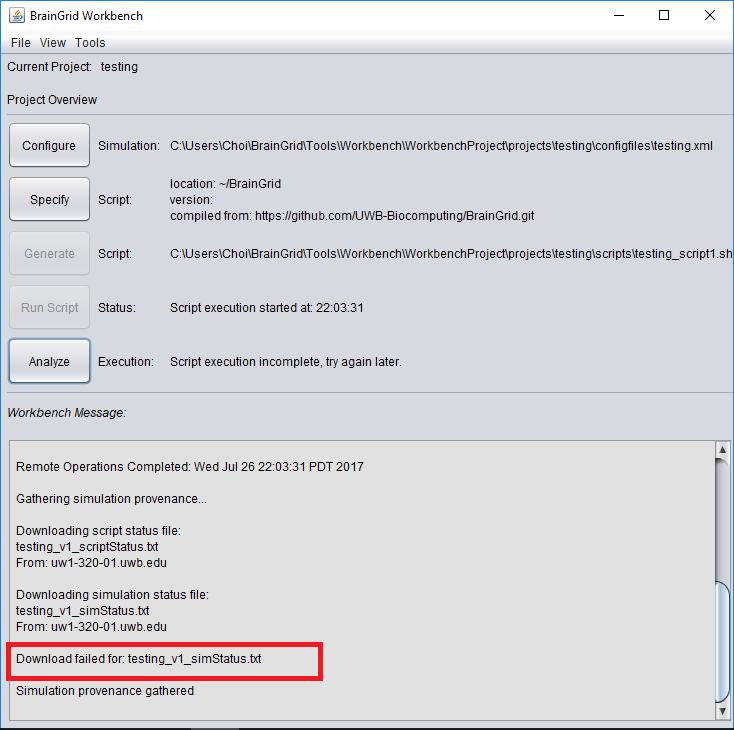 BrainGrid Workbench
File View Tools
Current Project: testing
Project Overview
Configure Simulation: C:\Users\Choi\BrainGrid\Tools\Workbench\WorkbenchProject\projects\testing\configfiles\testing.xml
Specify Script: location: ~/BrainGrid
version:
compiled from: https://github.com/UWB-Biocomputing/BrainGrid.git
Generate Script: C:\Users\Choi\BrainGrid\Tools\Workbench\WorkbenchProject\projects\testing\scripts\testing_script1.sh
Run Script Status: Script execution started at: 22:03:31
Analyze Execution: Script execution incomplete, try again later.
Workbench Message:
Remote Operations Completed: Wed Jul 26 22:03:31 PDT 2017
Gathering simulation provenance...
Downloading script status file:
testing_v1_scriptStatus.txt
From: uw1-320-01.uwb.edu
Downloading simulation status file:
testing_v1_simStatus.txt
From: uw1-320-01.uwb.edu
Download failed for: testing_v1_simStatus.txt
Simulation provenance gathered